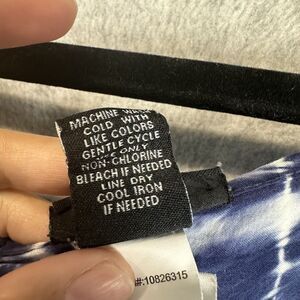 MACHINE WASH
COLD WITH
LIKE COLORS
GENTLE CYCLE
ONLY
NON-CHLORINE
BLEACH IF NEEDED
LINE DRY
COOL IRON
IF NEEDED
#:10826315